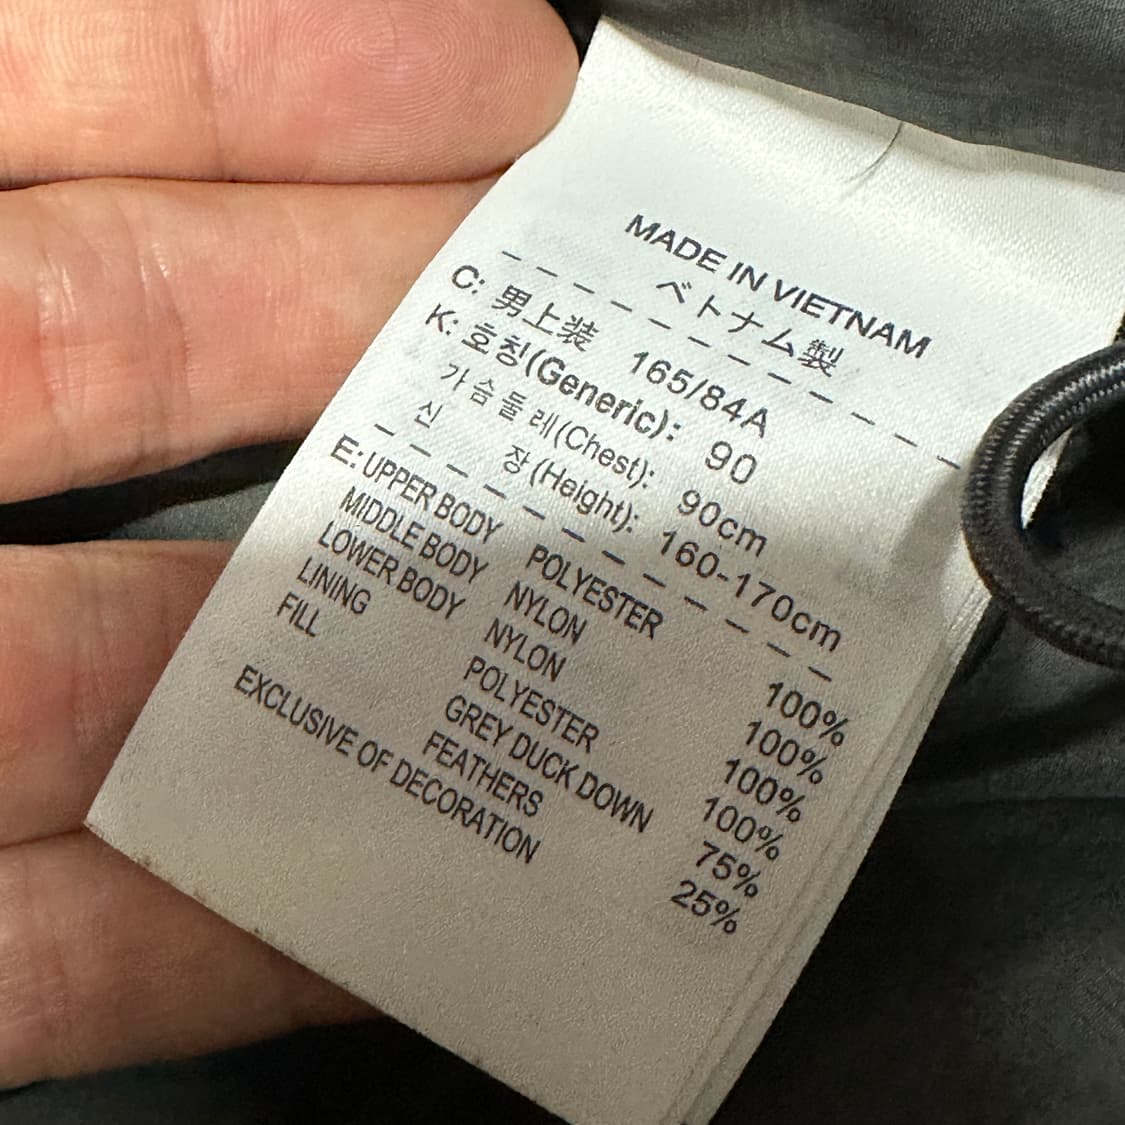 MADE IN VIETNAM
ベトナム製
C: 男上装 165/84A
K: 호칭(Generic): 90
가슴둘레(Chest): 90cm
신 장(Height): 160-170cm
E: UPPER BODY POLYESTER 100%
MIDDLE BODY NYLON 100%
LOWER BODY NYLON 100%
LINING POLYESTER 100%
FILL GREY DUCK DOWN 75%
FEATHERS 25%
EXCLUSIVE OF DECORATION